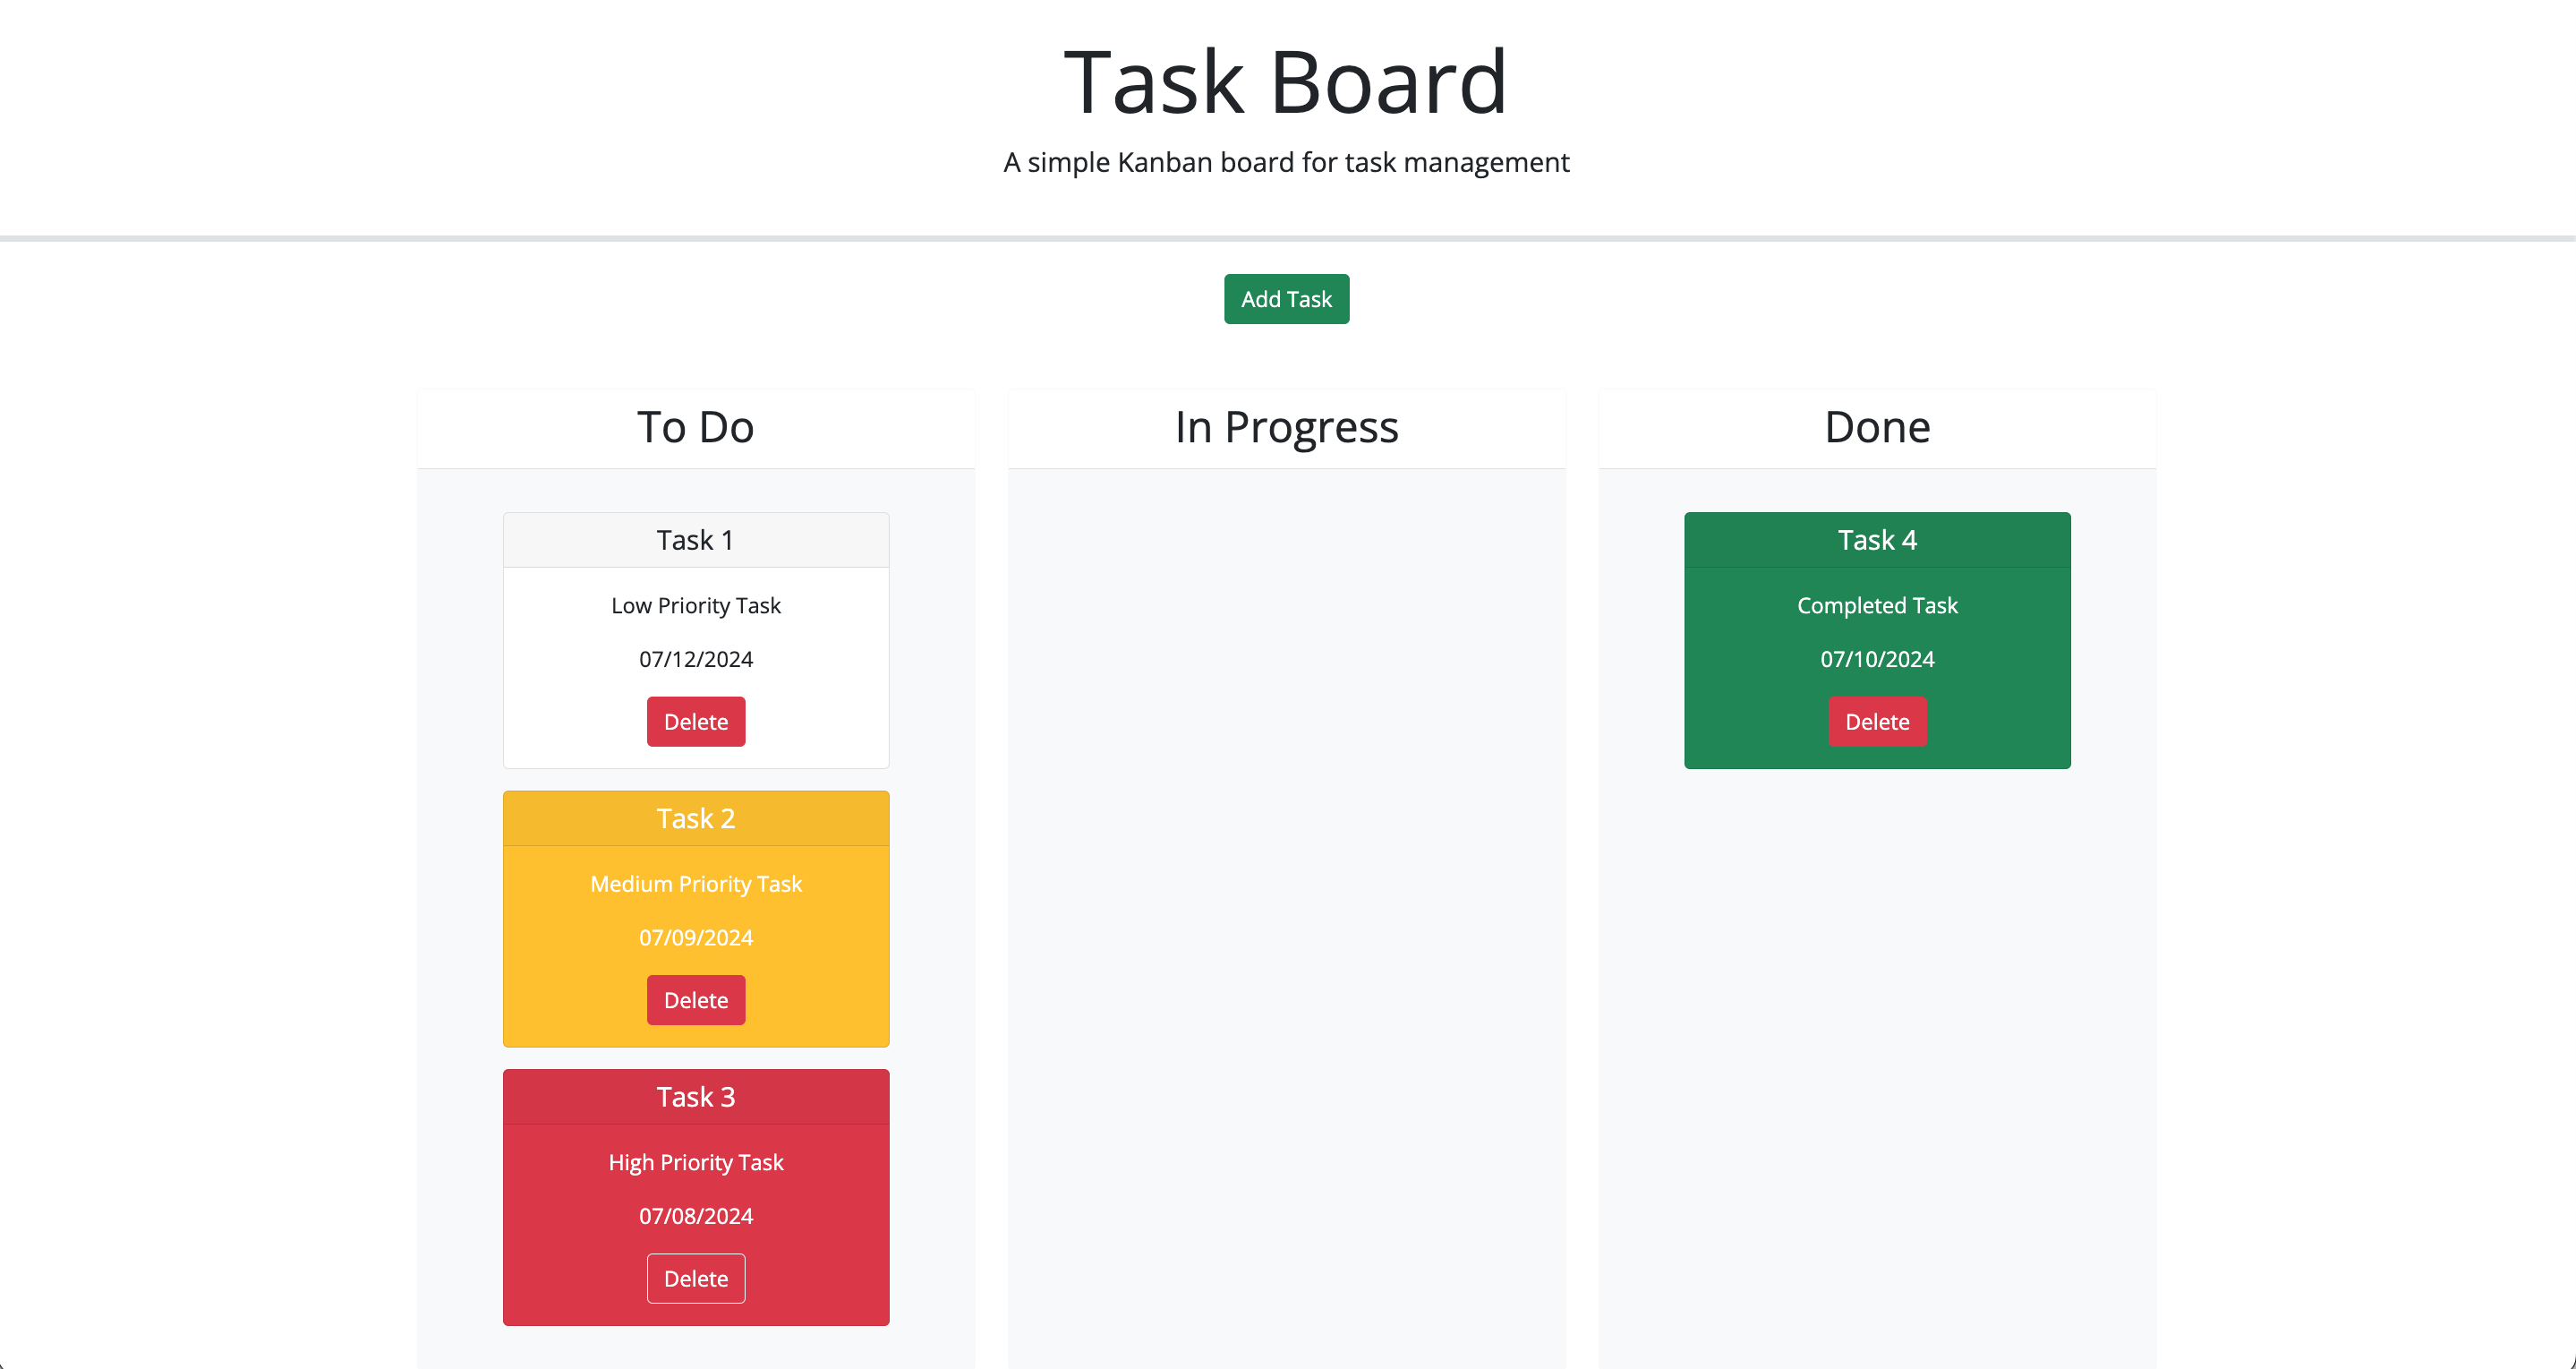 Task Board
A simple Kanban board for task management
Add Task
To Do
Task 1
Low Priority Task
07/12/2024
Delete
Task 2
Medium Priority Task
07/09/2024
Delete
Task 3
High Priority Task
07/08/2024
Delete
In Progress
Done
Task 4
Completed Task
07/10/2024
Delete